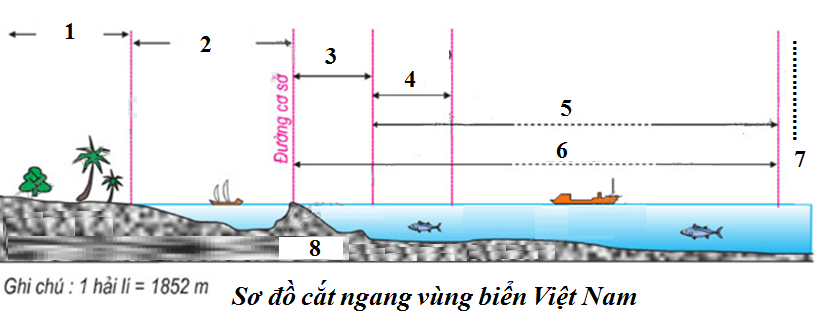 1
2
3
4
5
6
7
Đường cơ sở
8
Ghi chú : 1 hải lí = 1852 m
Sơ đồ cắt ngang vùng biển Việt Nam